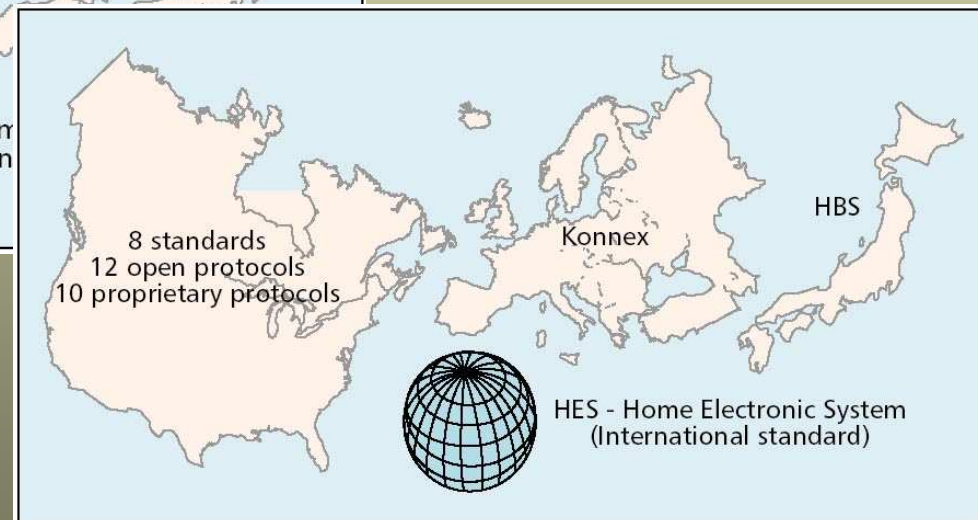 8 standards
12 open protocols
10 proprietary protocols
Konnex
HBS
HES - Home Electronic System
(International standard)